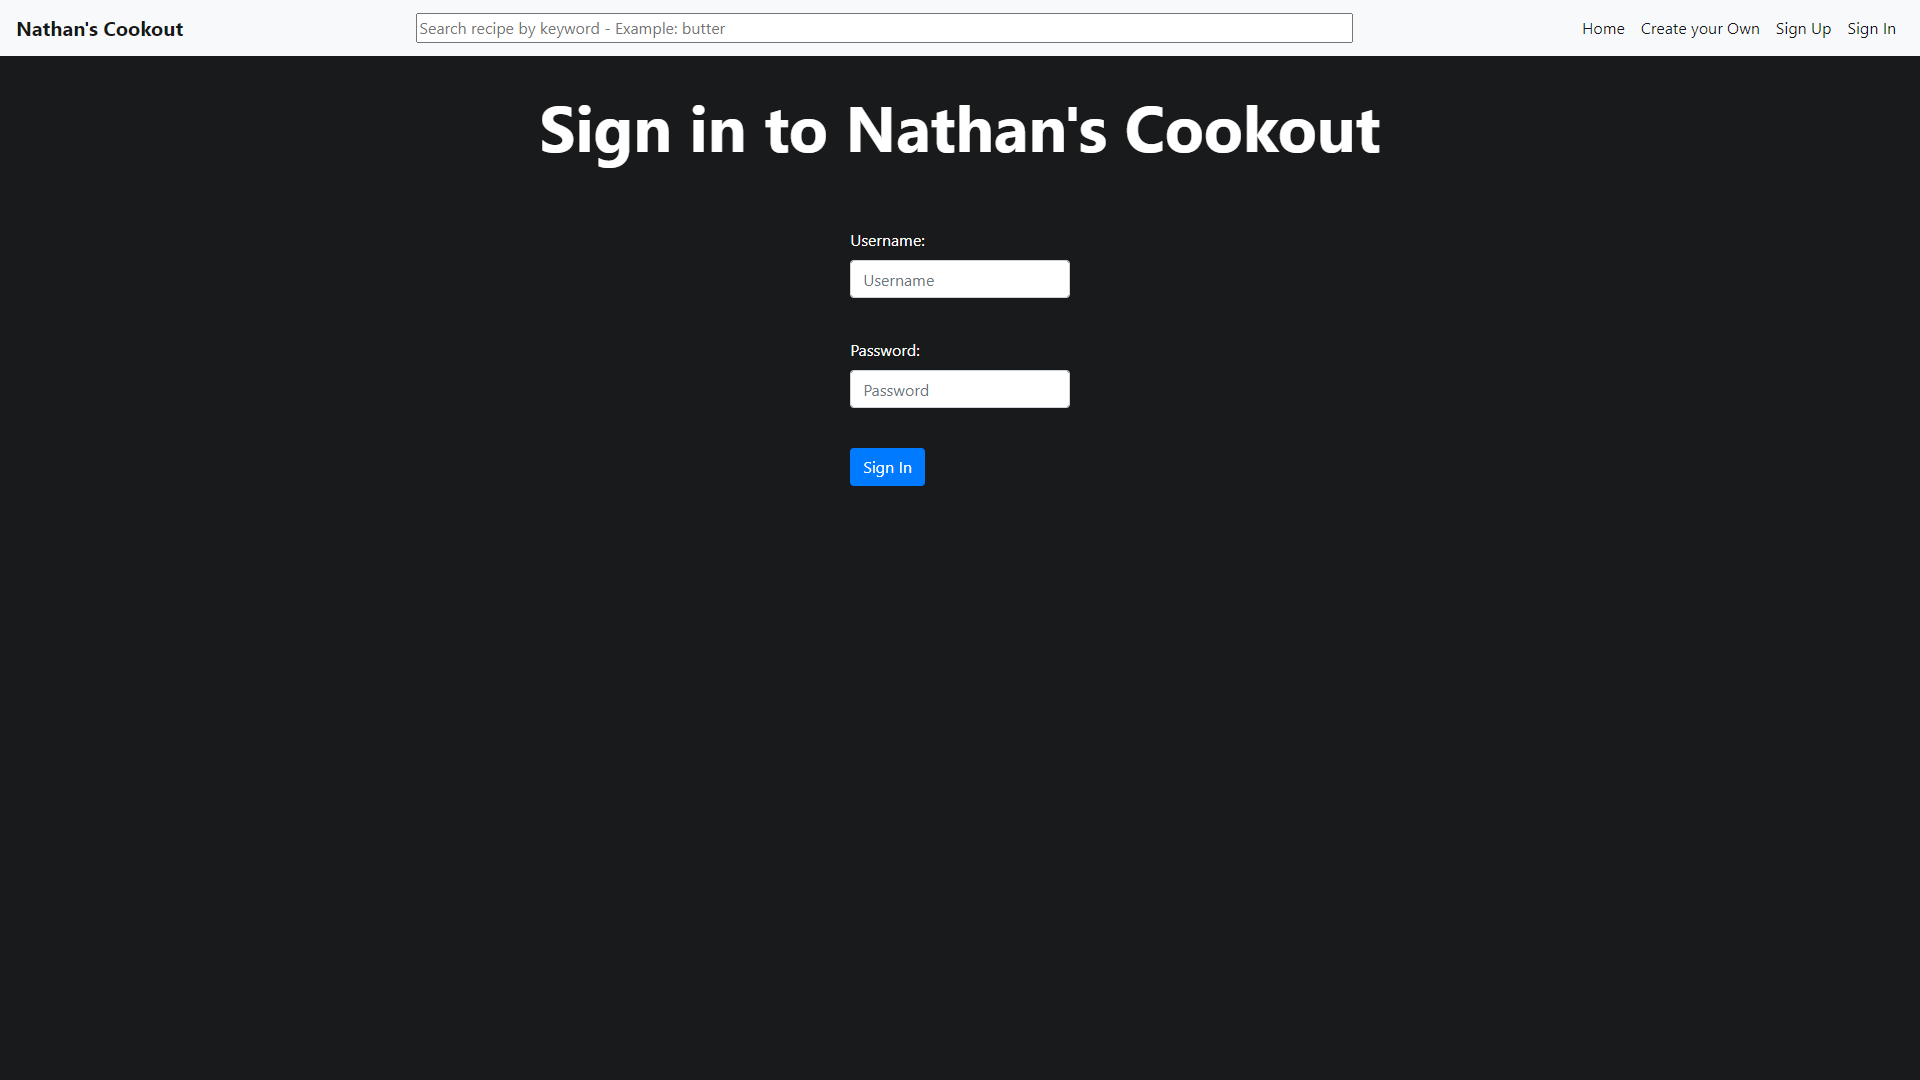 Nathan's Cookout
Search recipe by keyword - Example: butter
Home Create your Own Sign Up Sign In
Sign in to Nathan's Cookout
Username:
Username
Password:
Password
Sign In